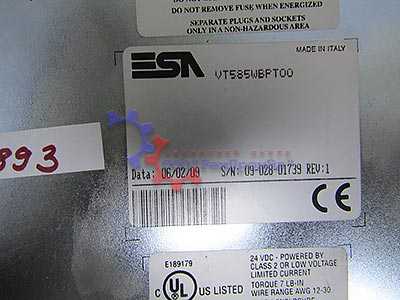 DO NOT REMOVE FUSE WHEN ENERGIZED
SEPARATE PLUGS AND SOCKETS
ONLY IN A NON-HAZARDOUS AREA
MADE IN ITALY
ESA VT585WBPT00
893
Data: 06/02/09 S/N: 09-028-01739 REV:1
CE
E189179
C UL US LISTED
24 VDC - POWERED BY
CLASS 2 OR LOW VOLTAGE
LIMITED CURRENT
TORQUE 7 LB-IN
WIRE RANGE AWG 12-30